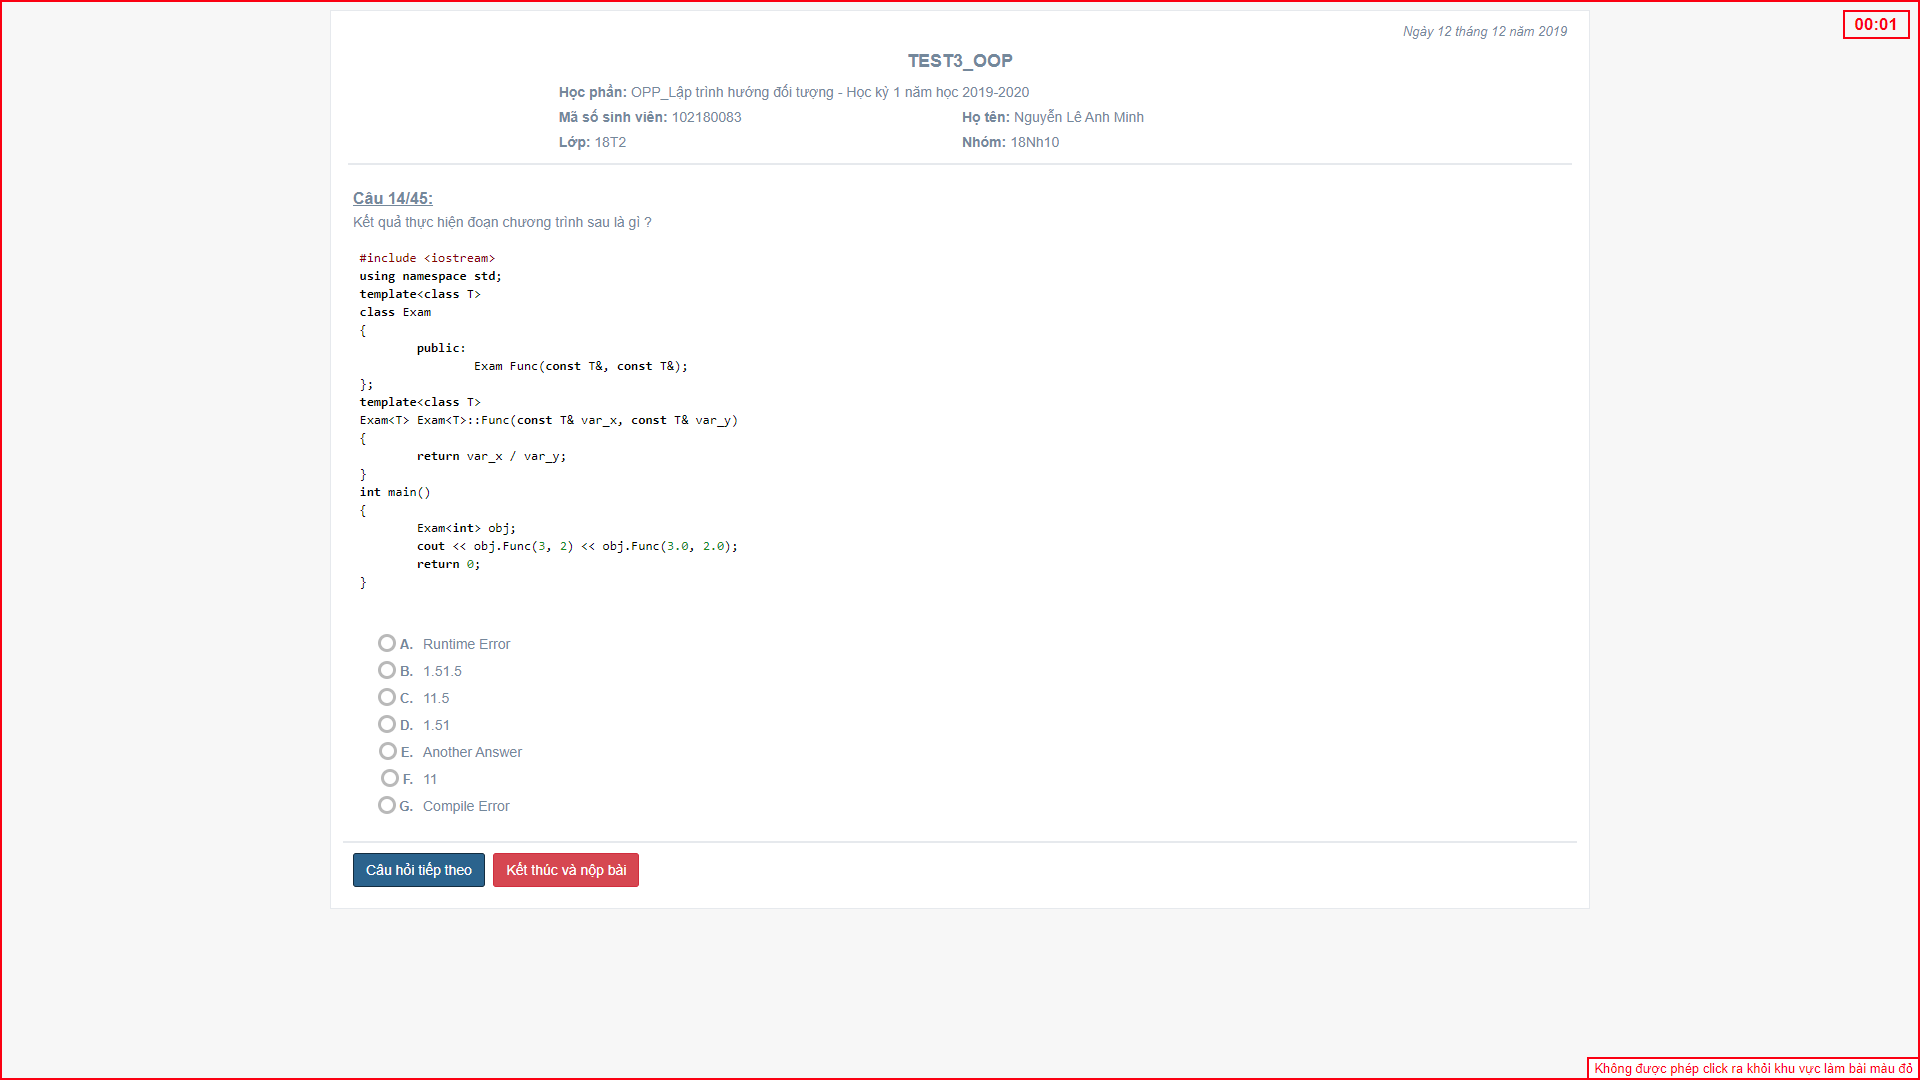 Ngày 12 tháng 12 năm 2019
00:01
TEST3_OOP
Học phần: OPP_Lập trình hướng đối tượng - Học kỳ 1 năm học 2019-2020
Mã số sinh viên: 102180083 Họ tên: Nguyễn Lê Anh Minh
Lớp: 18T2 Nhóm: 18Nh10
Câu 14/45:
Kết quả thực hiện đoạn chương trình sau là gì ?
#include <iostream>
using namespace std;
template<class T>
class Exam
{
public:
Exam Func(const T&, const T&);
};
template<class T>
Exam<T> Exam<T>::Func(const T& var_x, const T& var_y)
{
return var_x / var_y;
}
int main()
{
Exam<int> obj;
cout << obj.Func(3, 2) << obj.Func(3.0, 2.0);
return 0;
}
A. Runtime Error
B. 1.51.5
C. 11.5
D. 1.51
E. Another Answer
F. 11
G. Compile Error
Câu hỏi tiếp theo Kết thúc và nộp bài
Không được phép click ra khỏi khu vực làm bài màu đỏ